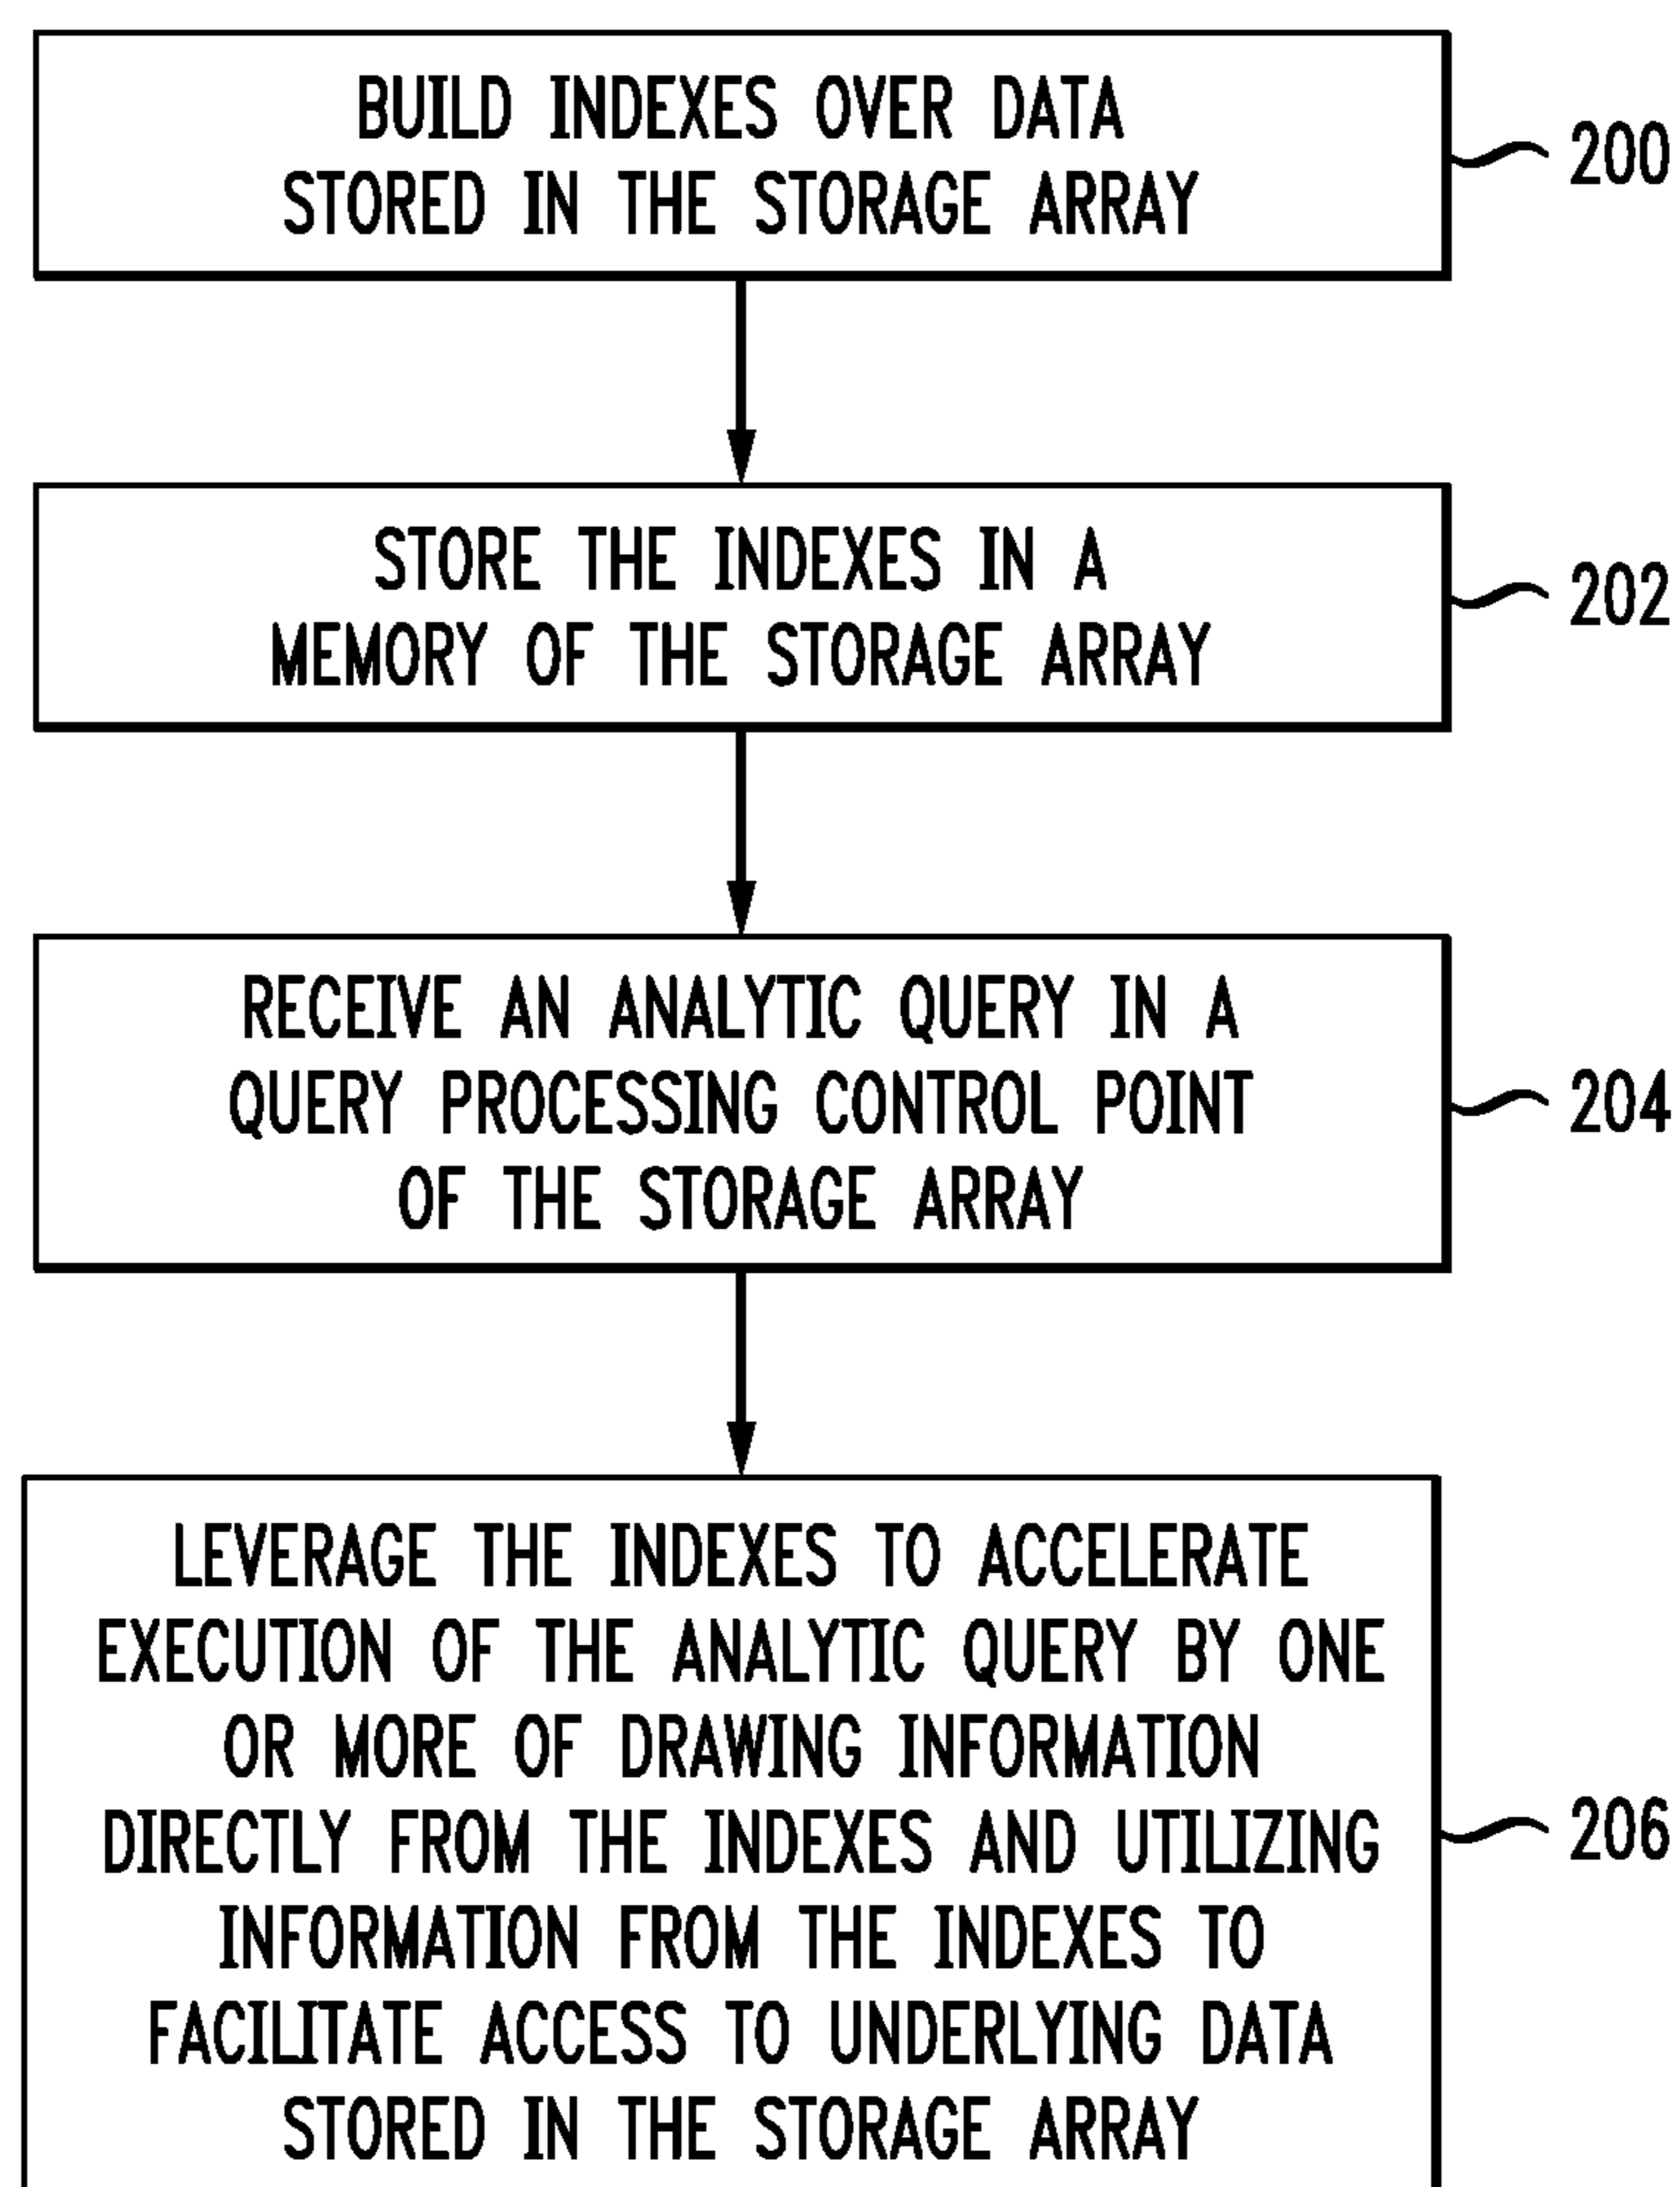 BUILD INDEXES OVER DATA
STORED IN THE STORAGE ARRAY
200
STORE THE INDEXES IN A
MEMORY OF THE STORAGE ARRAY
202
RECEIVE AN ANALYTIC QUERY IN A
QUERY PROCESSING CONTROL POINT
OF THE STORAGE ARRAY
204
LEVERAGE THE INDEXES TO ACCELERATE
EXECUTION OF THE ANALYTIC QUERY BY ONE
OR MORE OF DRAWING INFORMATION
DIRECTLY FROM THE INDEXES AND UTILIZING
INFORMATION FROM THE INDEXES TO
FACILITATE ACCESS TO UNDERLYING DATA
STORED IN THE STORAGE ARRAY
206